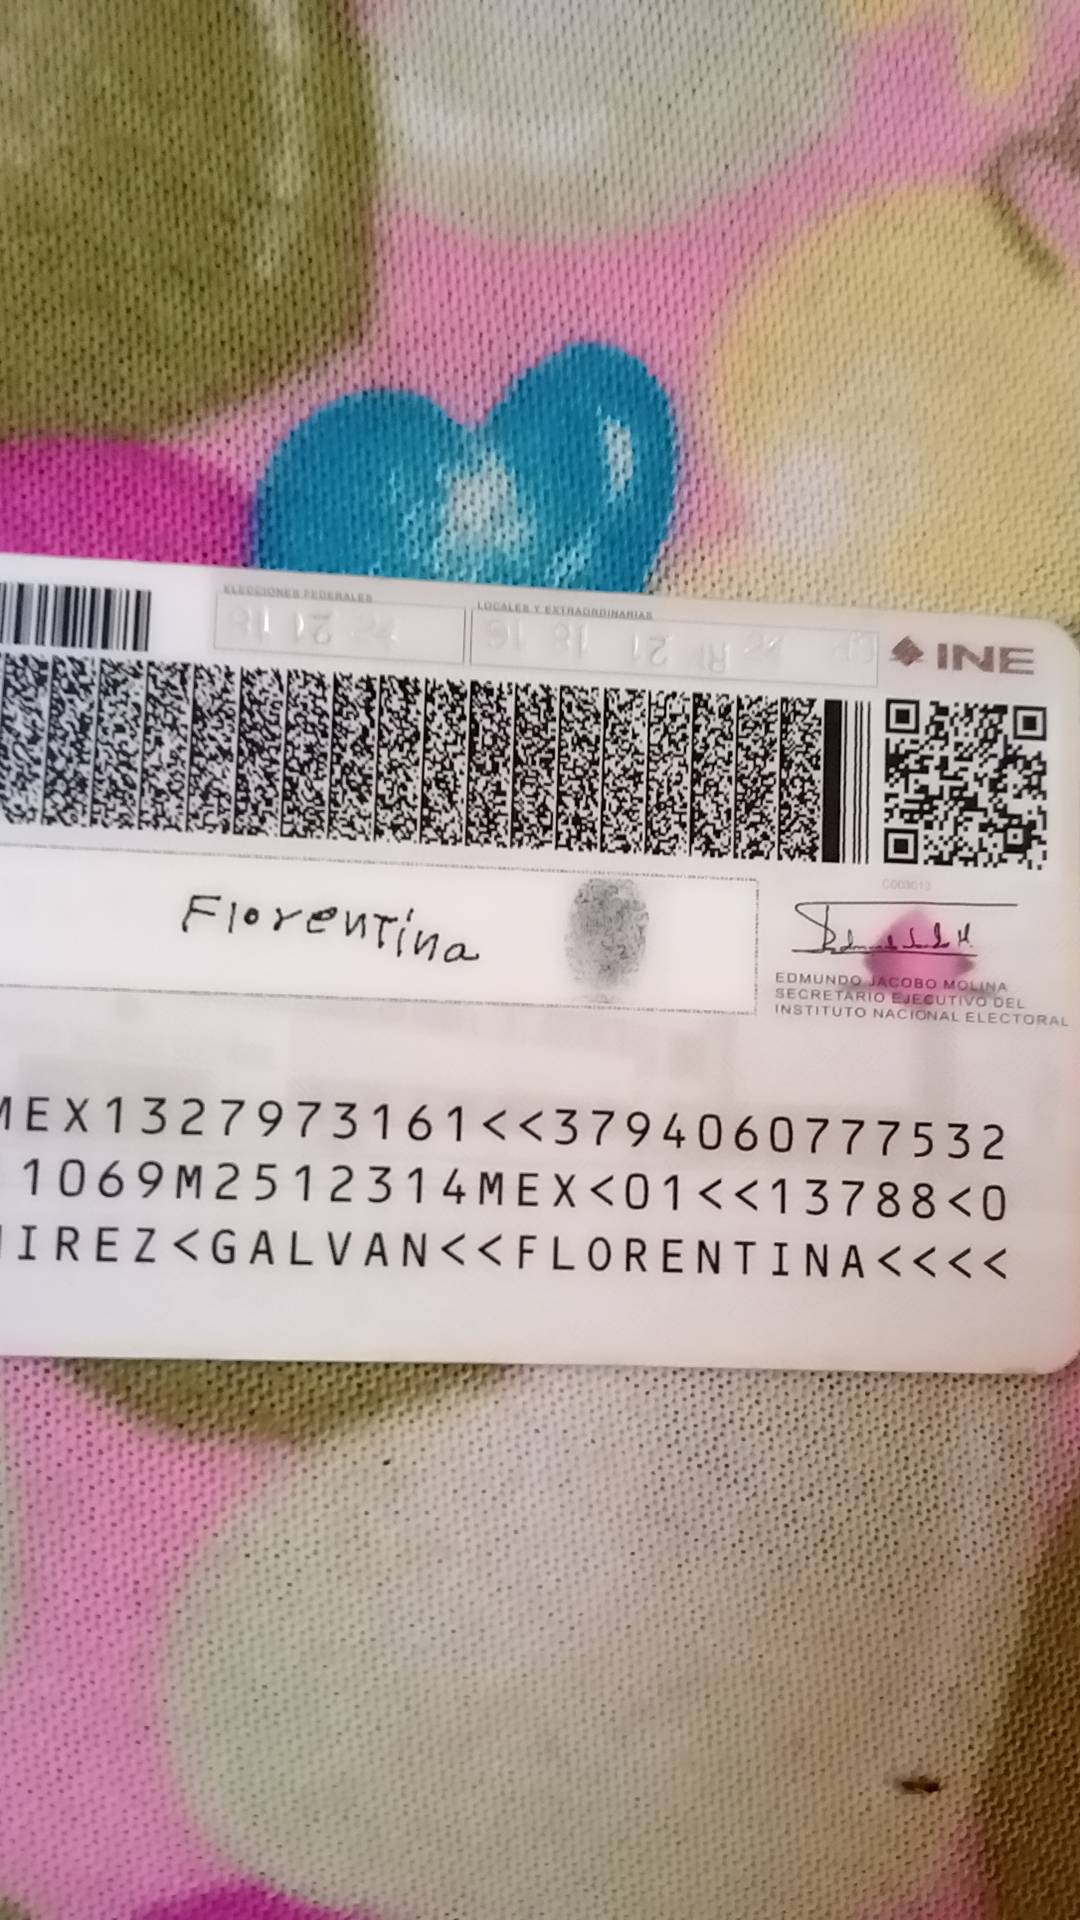 ELECCIONES FEDERALES
LOCALES Y EXTRAORDINARIAS
INE
Florentina
EDMUNDO JACOBO MOLINA
SECRETARIO EJECUTIVO DEL
INSTITUTO NACIONAL ELECTORAL
MEX1327973161<<3794060777532
1069M2512314MEX<01<<13788<0
IREZ<GALVAN<<FLORENTINA<<<<